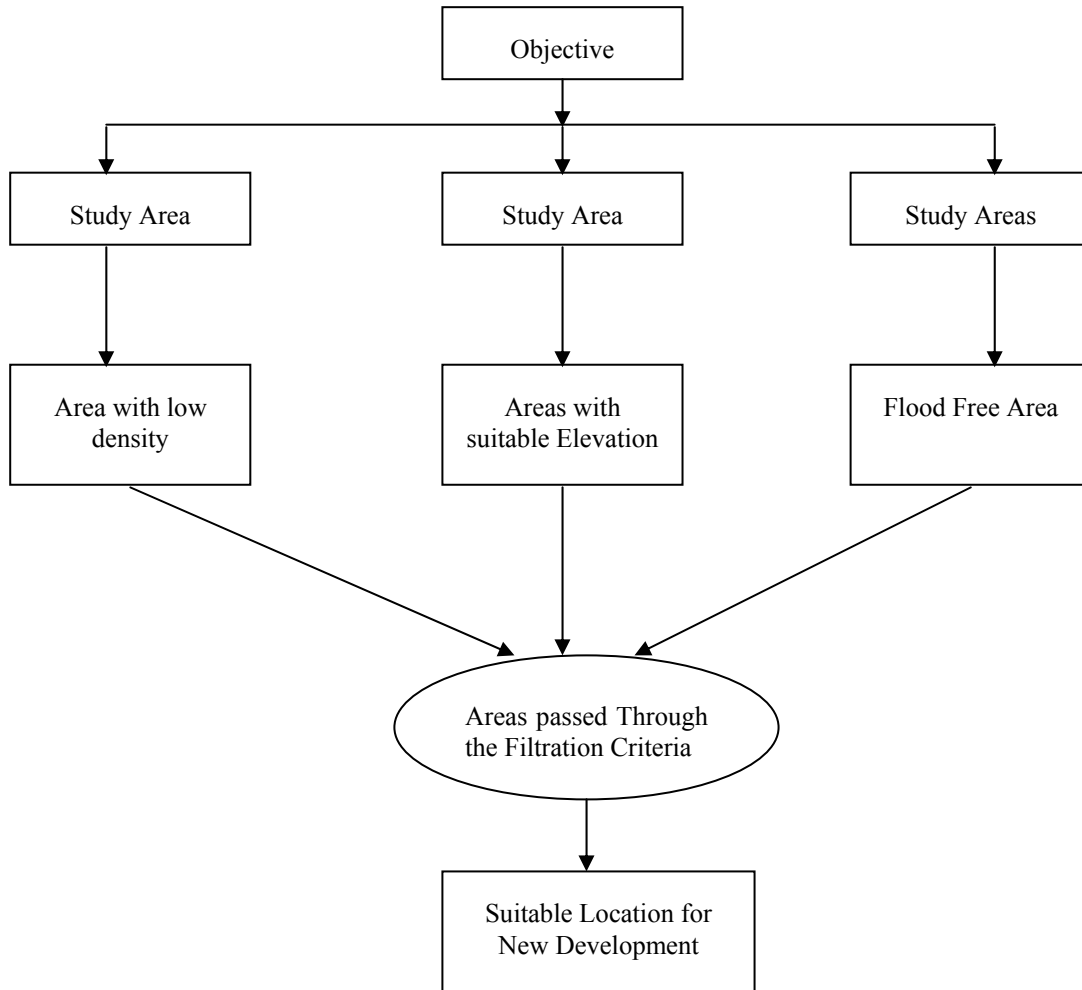 Objective
Study Area
Study Area
Study Areas
Area with low
density
Areas with
suitable Elevation
Flood Free Area
Areas passed Through
the Filtration Criteria
Suitable Location for
New Development